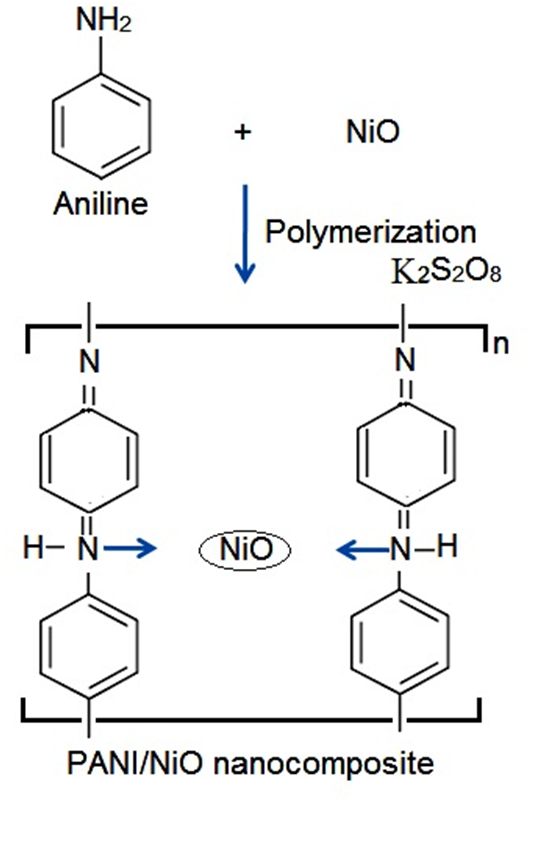 NH2
+ NiO
Aniline
Polymerization
K2S2O8
n
N N
H– N NiO N –H
PANI/NiO nanocomposite